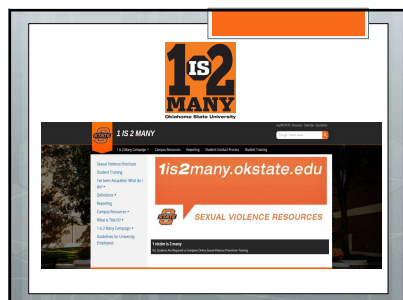 1 IS 2
MANY
Oklahoma State University
STATE
1 IS 2 MANY
1 is 2 Many Campaign Campus Resources Reporting Student Conduct Process Student Training
Sexual Violence Brochure
Student Training
I've been Assaulted. What do I
do?
Definitions
Reporting
Campus Resources
What is Title IX?
1 is 2 Many Campaign
Guidelines for University
Employees
1is2many.okstate.edu
STATE
SEXUAL VIOLENCE RESOURCES
1 victim is 2 many